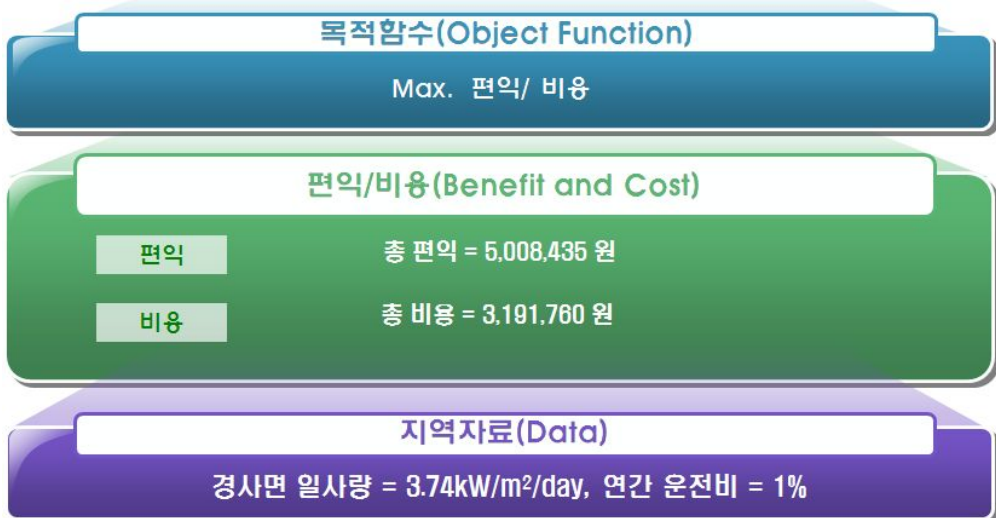 목적함수(Object Function)
Max. 편익/ 비용
편익/비용(Benefit and Cost)
편익 총 편익 = 5,008,435 원
비용 총 비용 = 3,191,760 원
지역자료(Data)
경사면 일사량 = 3.74kW/m²/day, 연간 운전비 = 1%